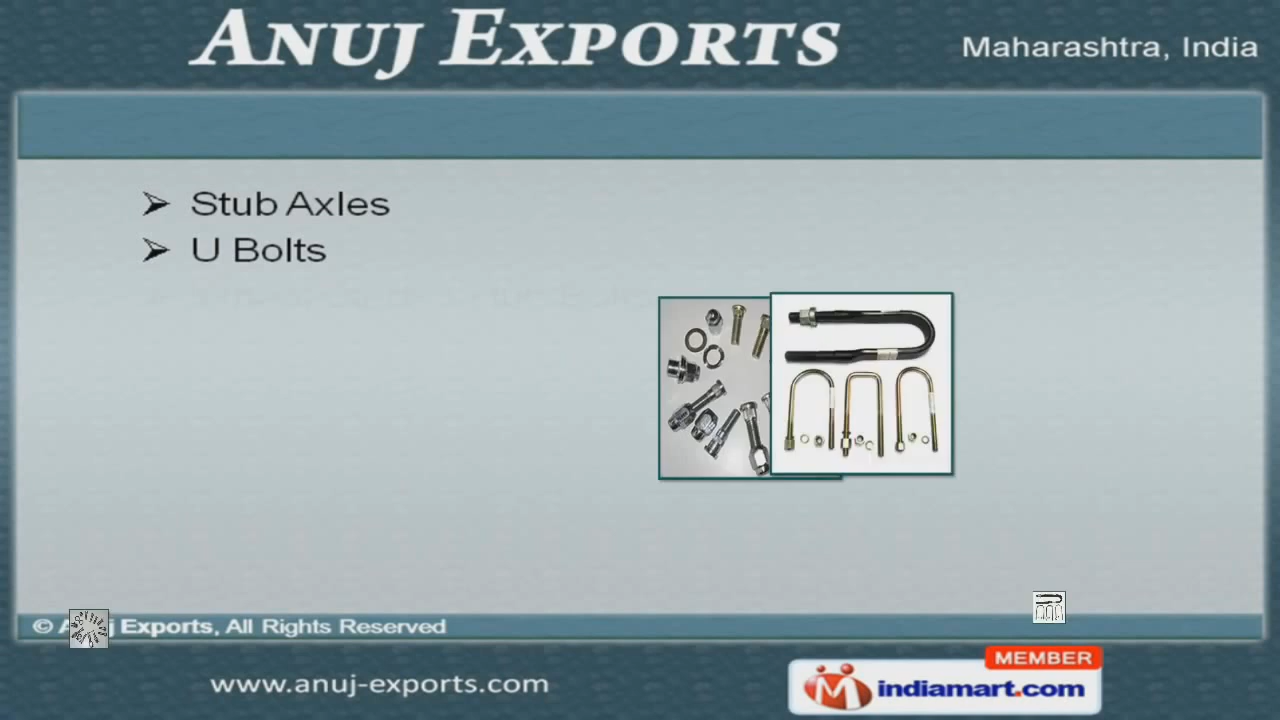 ANUJ EXPORTS
Maharashtra, India
➢ Stub Axles
➢ U Bolts
© A j Exports, All Rights Reserved
www.anuj-exports.com
MEMBER
indiamart.com